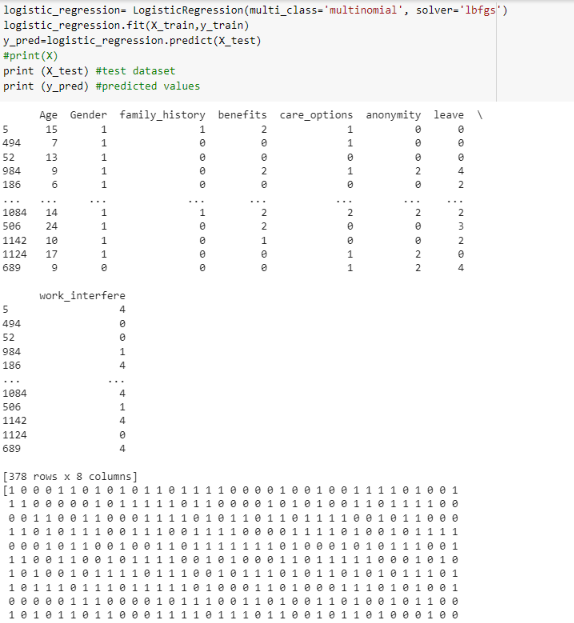 logistic_regression= LogisticRegression(multi_class='multinomial', solver='lbfgs')
logistic_regression.fit(X_train,y_train)
y_pred=logistic_regression.predict(X_test)
#print(X)
print (X_test) #test dataset
print (y_pred) #predicted values
Age Gender family_history benefits care_options anonymity leave \
5 15 1 1 2 1 0 0
494 7 1 0 0 1 0 0
52 13 1 0 0 0 0 0
984 9 1 0 2 1 2 4
186 6 1 0 0 0 0 2
... ... ... ... ... ... ... ...
1084 14 1 1 2 2 2 2
506 24 1 0 2 0 0 3
1142 10 1 0 1 0 0 2
1124 17 1 0 0 1 2 0
689 9 0 0 0 1 2 4
work_interfere
5 4
494 0
52 0
984 1
186 4
... ...
1084 4
506 1
1142 4
1124 0
689 4
[378 rows x 8 columns]
[1 0 0 0 1 1 0 1 0 1 0 1 1 0 1 1 1 1 0 0 0 0 1 0 0 1 0 0 1 1 1 1 0 1 0 0 1
1 1 0 0 0 0 0 1 0 1 1 1 1 1 0 1 1 0 0 0 0 1 0 1 0 1 0 0 1 1 0 1 1 1 1 0 0
0 0 1 1 0 0 1 1 0 0 0 1 1 1 1 0 1 0 1 1 0 1 1 0 1 1 1 1 0 0 1 0 1 1 0 0 0
1 1 0 1 0 1 1 1 0 0 1 1 1 0 0 1 1 1 1 0 0 0 0 1 1 0 1 1 0 0 1 0 1 1 1 1
0 0 0 1 0 1 1 0 0 1 0 0 1 1 0 1 1 1 1 1 1 1 1 0 1 0 0 0 1 0 1 0 1 1 0 0 1
1 1 0 0 1 1 0 0 1 0 1 1 1 1 0 0 1 0 1 0 0 0 1 1 0 1 1 0 1 1 1 1 0 0 0 1 0
1 0 1 0 0 1 0 1 1 1 1 0 1 1 1 0 0 1 0 1 1 0 1 0 1 1 0 1 1 0 1 0 1 1 1 0 1
1 0 1 1 1 0 1 1 1 0 1 1 1 1 1 0 1 0 0 0 1 1 0 1 0 0 0 1 1 1 0 1 0 1 0 0 1
0 0 0 0 0 1 1 1 0 0 0 0 1 0 1 1 1 0 0 1 1 0 1 0 0 1 1 0 1 0 0 1 0 1 1 0 0
1 0 1 0 1 1 0 1 1 0 0 0 1 1 1 1 0 1 1 1 0 1 1 0 0 1 0 1 1 0 1 0 0 0 1 0 0